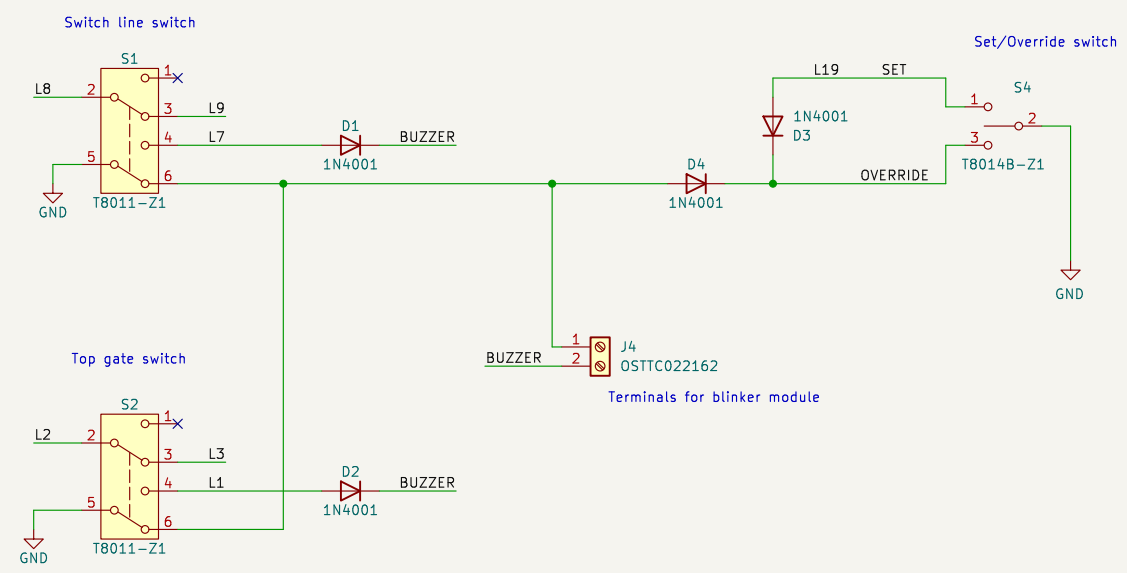 Switch line switch
S1
1
L8
2
3
L9
4
L7
5
6
GND
T8011-Z1
D1
1N4001
BUZZER
D4
1N4001
L19
SET
1N4001
D3
OVERRIDE
Set/Override switch
S4
1
2
3
T8014B-Z1
GND
1
BUZZER
2
J4
OSTTC022162
Terminals for blinker module
Top gate switch
S2
1
L2
2
3
L3
4
L1
5
6
GND
T8011-Z1
D2
1N4001
BUZZER